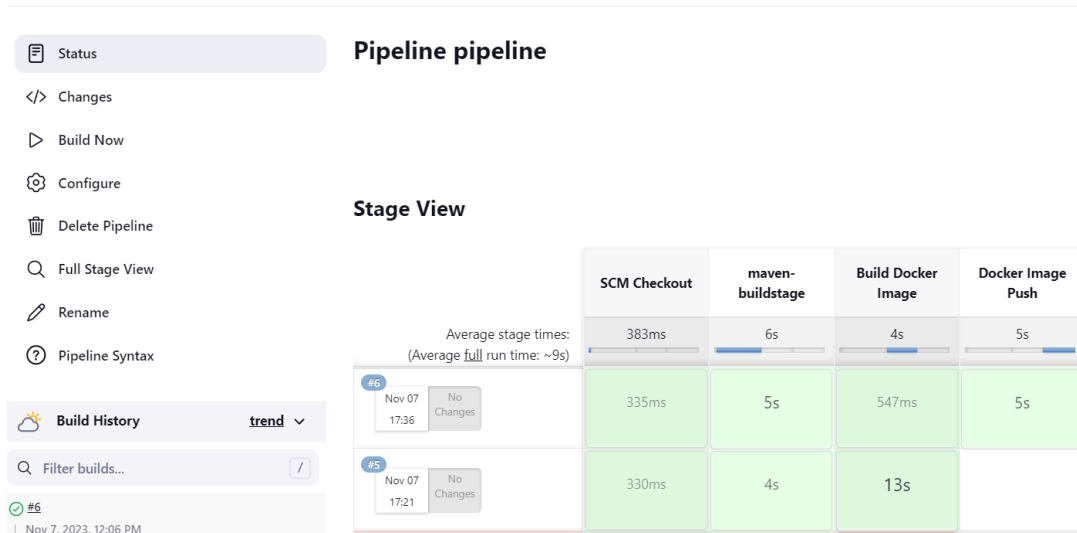 Status
Changes
Build Now
Configure
Delete Pipeline
Full Stage View
Rename
Pipeline Syntax
Build History
trend
Filter builds...
/
#6
Nov 7, 2023, 12:06 PM
Pipeline pipeline
Stage View
SCM Checkout
maven-
buildstage
Build Docker
Image
Docker Image
Push
Average stage times:
(Average full run time: ~9s)
383ms
6s
4s
5s
#6
Nov 07
17:36
No
Changes
335ms
5s
547ms
5s
#5
Nov 07
17:21
No
Changes
330ms
4s
13s